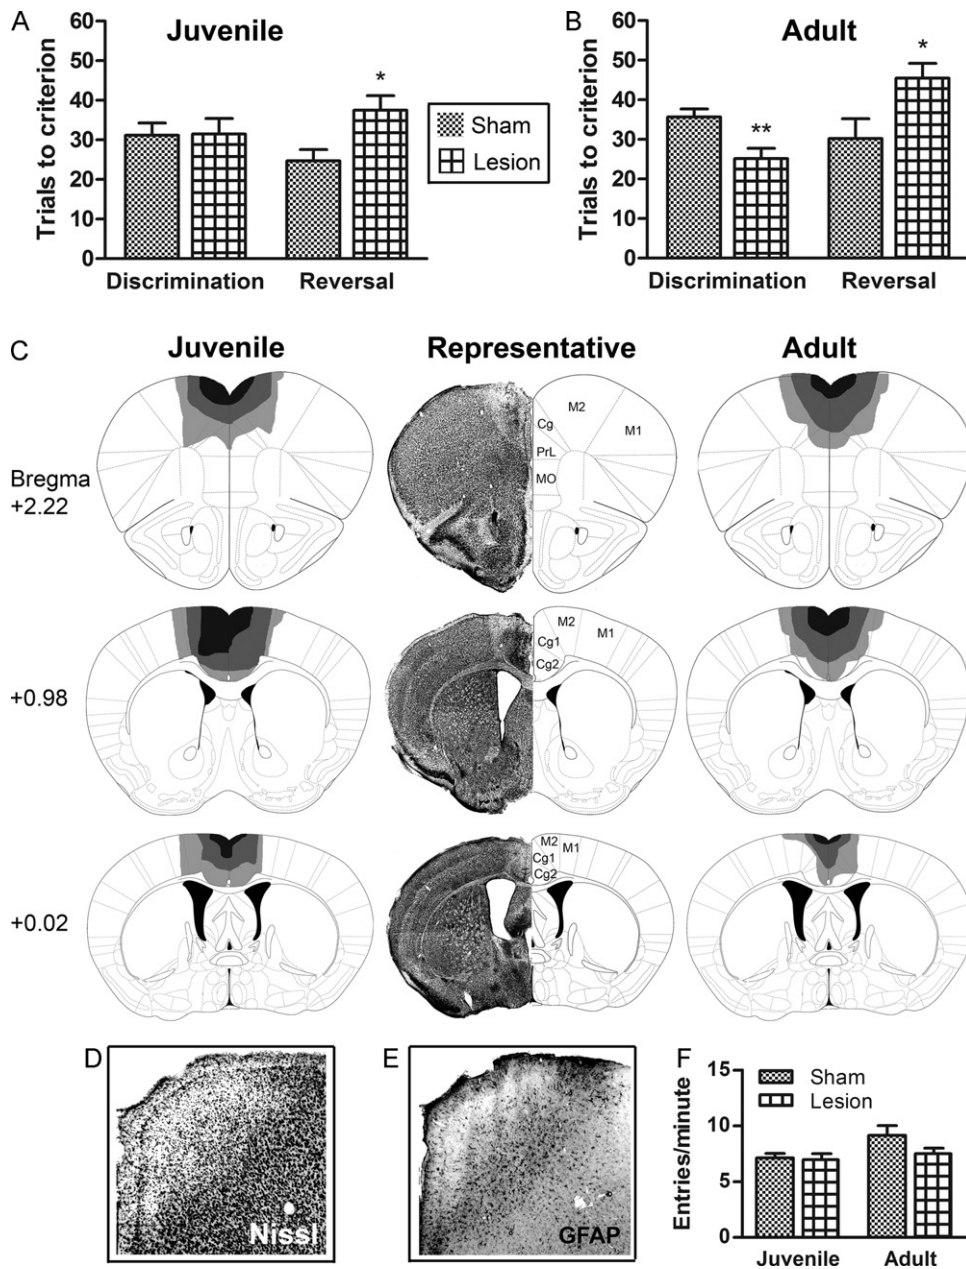 A
Juvenile
Trials to criterion
60
50
40
30
20
10
0
*
Discrimination
Reversal
Sham
Lesion
B
Adult
Trials to criterion
60
50
40
30
20
10
0
**
*
Discrimination
Reversal
C
Juvenile
Representative
Adult
Bregma
+2.22
M2
Cg
M1
PrL
MO
+0.98
M2
M1
Cg1
Cg2
+0.02
M2
M1
Cg1
Cg2
D
Nissl
E
GFAP
F
Entries/minute
15
10
5
0
Sham
Lesion
Juvenile
Adult